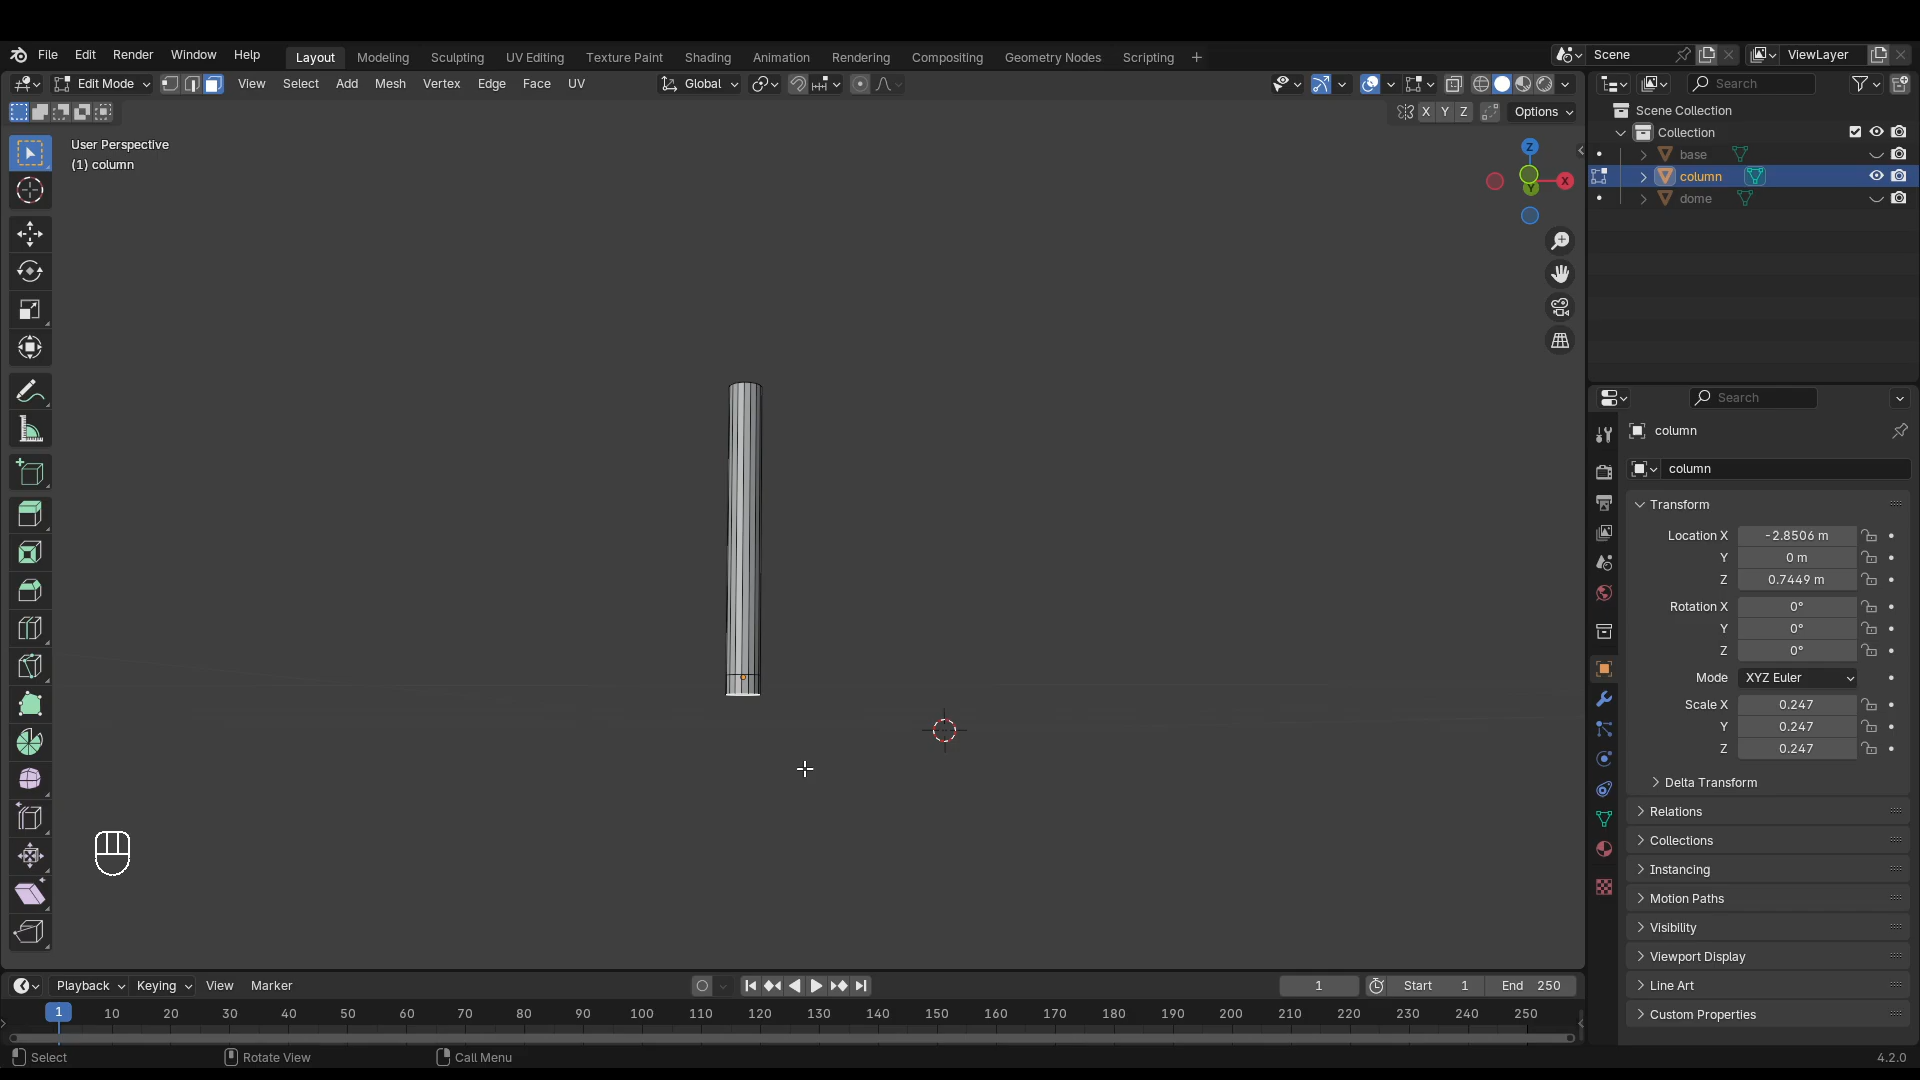 File Edit Render Window Help Layout Modeling Sculpting UV Editing Texture Paint Shading Animation Rendering Compositing Geometry Nodes Scripting + Scene ViewLayer
Edit Mode View Select Add Mesh Vertex Edge Face UV Global Search
X Y Z Options
User Perspective
(1) column
Z
X
Y
Scene Collection
Collection
base
column
dome
Search
column
column
Transform
Location X -2.8506 m
Y 0 m
Z 0.7449 m
Rotation X 0°
Y 0°
Z 0°
Mode XYZ Euler
Scale X 0.247
Y 0.247
Z 0.247
Delta Transform
Relations
Collections
Instancing
Motion Paths
Visibility
Viewport Display
Line Art
Custom Properties
Playback Keying View Marker 1 Start 1 End 250
1 10 20 30 40 50 60 70 80 90 100 110 120 130 140 150 160 170 180 190 200 210 220 230 240 250
Select Rotate View Call Menu 4.2.0